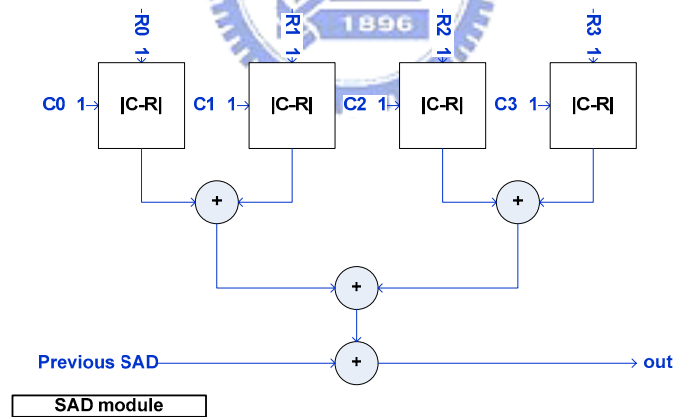 1896
R0 1
R1 1
R2 1
R3 1
C0 1
|C-R|
C1 1
|C-R|
C2 1
|C-R|
C3 1
|C-R|
+
+
+
Previous SAD
+
out
SAD module